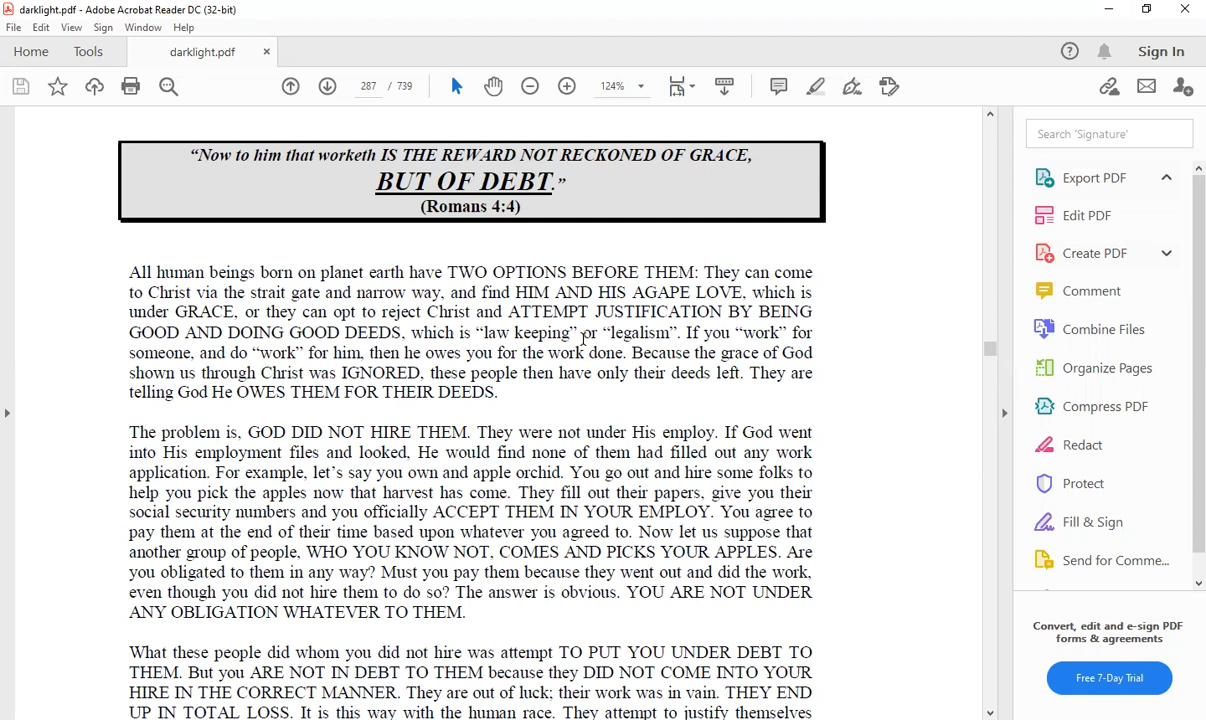 darklight.pdf - Adobe Acrobat Reader DC (32-bit)
File Edit View Sign Window Help
Home Tools darklight.pdf × Sign In
287 / 739 124%
Search 'Signature'
Export PDF
Edit PDF
Create PDF
Comment
Combine Files
Organize Pages
Compress PDF
Redact
Protect
Fill & Sign
Send for Comme...
Convert, edit and e-sign PDF
forms & agreements
Free 7-Day Trial
“Now to him that worketh IS THE REWARD NOT RECKONED OF GRACE,
BUT OF DEBT.”
(Romans 4:4)
All human beings born on planet earth have TWO OPTIONS BEFORE THEM: They can come
to Christ via the strait gate and narrow way, and find HIM AND HIS AGAPE LOVE, which is
under GRACE, or they can opt to reject Christ and ATTEMPT JUSTIFICATION BY BEING
GOOD AND DOING GOOD DEEDS, which is “law keeping” or “legalism”. If you “work” for
someone, and do “work” for him, then he owes you for the work done. Because the grace of God
shown us through Christ was IGNORED, these people then have only their deeds left. They are
telling God He OWES THEM FOR THEIR DEEDS.
The problem is, GOD DID NOT HIRE THEM. They were not under His employ. If God went
into His employment files and looked, He would find none of them had filled out any work
application. For example, let’s say you own and apple orchid. You go out and hire some folks to
help you pick the apples now that harvest has come. They fill out their papers, give you their
social security numbers and you officially ACCEPT THEM IN YOUR EMPLOY. You agree to
pay them at the end of their time based upon whatever you agreed to. Now let us suppose that
another group of people, WHO YOU KNOW NOT, COMES AND PICKS YOUR APPLES. Are
you obligated to them in any way? Must you pay them because they went out and did the work,
even though you did not hire them to do so? The answer is obvious. YOU ARE NOT UNDER
ANY OBLIGATION WHATEVER TO THEM.
What these people did whom you did not hire was attempt TO PUT YOU UNDER DEBT TO
THEM. But you ARE NOT IN DEBT TO THEM because they DID NOT COME INTO YOUR
HIRE IN THE CORRECT MANNER. They are out of luck; their work was in vain. THEY END
UP IN TOTAL LOSS. It is this way with the human race. They attempt to justify themselves